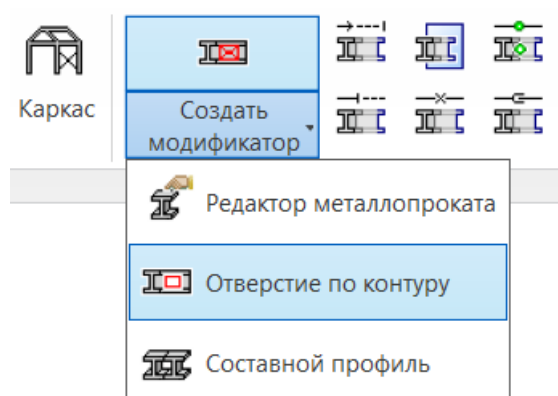 Каркас
Создать
модификатор
Редактор металлопроката
Отверстие по контуру
Составной профиль